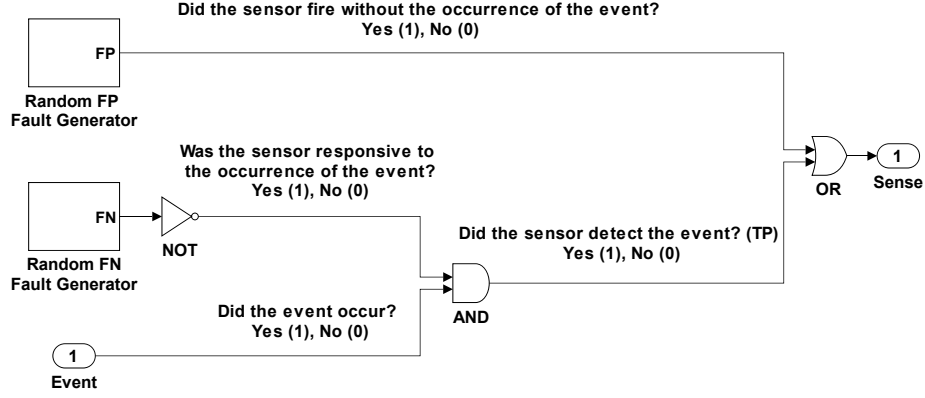 Did the sensor fire without the occurrence of the event?
Yes (1), No (0)
FP
Random FP
Fault Generator
Was the sensor responsive to
the occurrence of the event?
Yes (1), No (0)
1
OR
Sense
FN
NOT
Random FN
Fault Generator
Did the sensor detect the event? (TP)
Yes (1), No (0)
Did the event occur?
Yes (1), No (0)
AND
1
Event